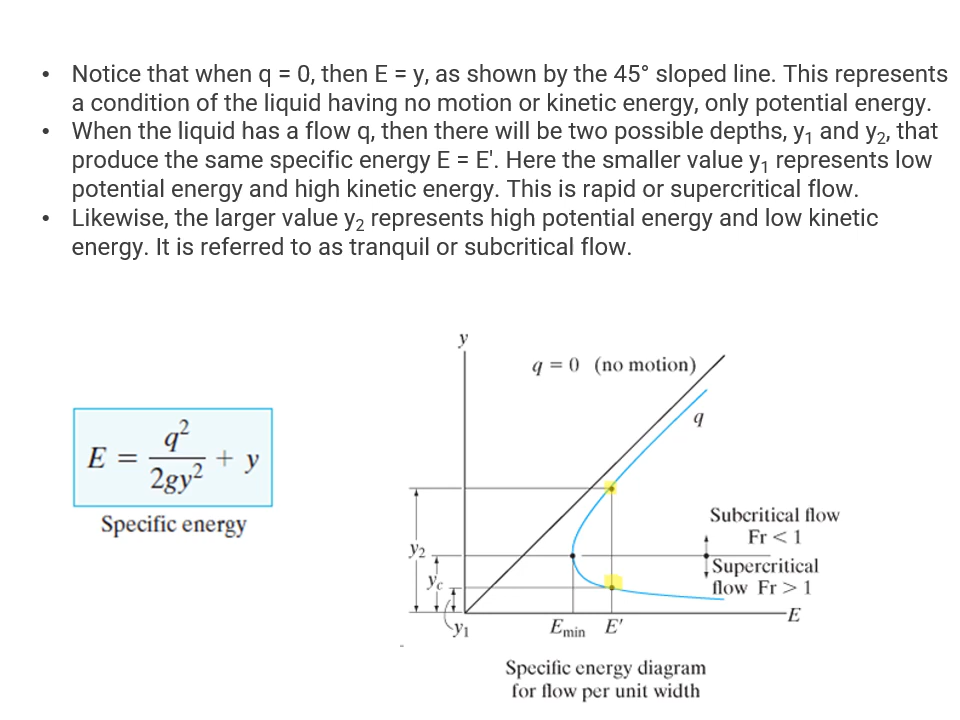 • Notice that when q = 0, then E = y, as shown by the 45° sloped line. This represents
a condition of the liquid having no motion or kinetic energy, only potential energy.
• When the liquid has a flow q, then there will be two possible depths, y₁ and y₂, that
produce the same specific energy E = E'. Here the smaller value y₁ represents low
potential energy and high kinetic energy. This is rapid or supercritical flow.
• Likewise, the larger value y₂ represents high potential energy and low kinetic
energy. It is referred to as tranquil or subcritical flow.
E = q²/2gy² + y
Specific energy
y
q = 0 (no motion)
q
Subcritical flow
Fr < 1
Supercritical
flow Fr > 1
y₂
y_c
y₁
E_min E'
E
Specific energy diagram
for flow per unit width